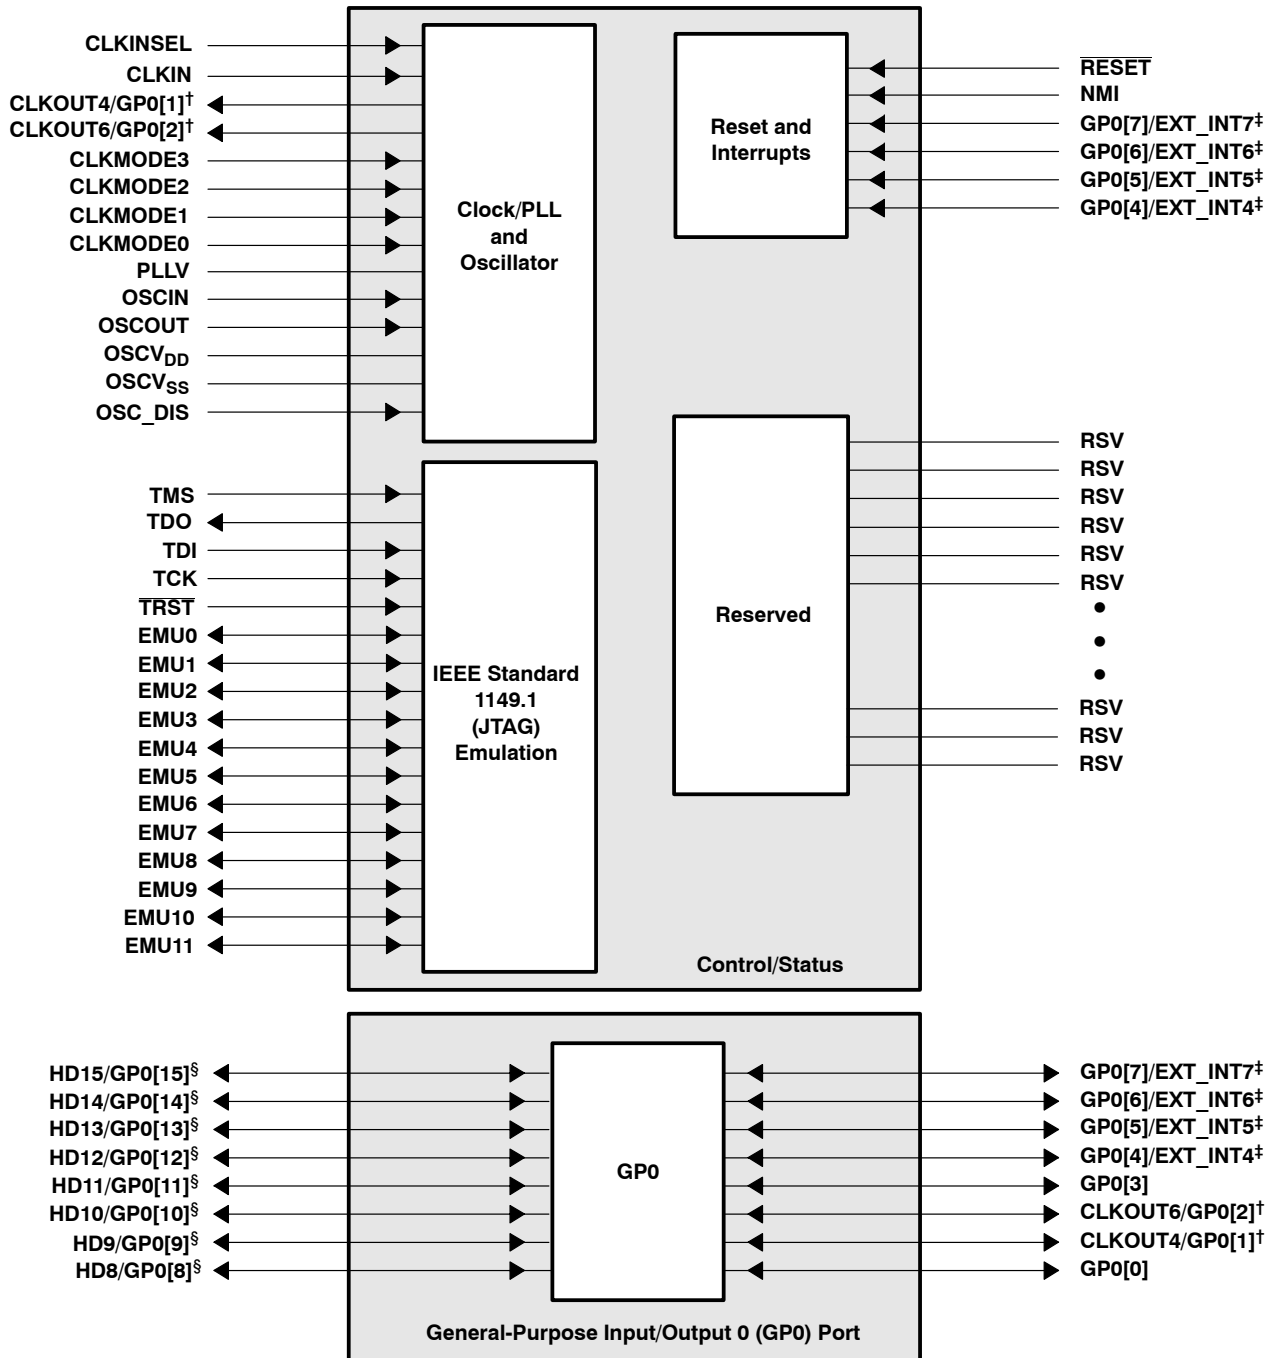 CLKINSEL
CLKIN
CLKOUT4/GP0[1]†
CLKOUT6/GP0[2]†
CLKMODE3
CLKMODE2
CLKMODE1
CLKMODE0
PLLV
OSCIN
OSCOUT
OSCVDD
OSCVSS
OSC_DIS
Clock/PLL
and
Oscillator
Reset and
Interrupts
RESET
NMI
GP0[7]/EXT_INT7‡
GP0[6]/EXT_INT6‡
GP0[5]/EXT_INT5‡
GP0[4]/EXT_INT4‡
TMS
TDO
TDI
TCK
TRST
EMU0
EMU1
EMU2
EMU3
EMU4
EMU5
EMU6
EMU7
EMU8
EMU9
EMU10
EMU11
IEEE Standard
1149.1
(JTAG)
Emulation
Reserved
RSV
RSV
RSV
RSV
RSV
RSV
•
•
•
RSV
RSV
RSV
Control/Status
HD15/GP0[15]§
HD14/GP0[14]§
HD13/GP0[13]§
HD12/GP0[12]§
HD11/GP0[11]§
HD10/GP0[10]§
HD9/GP0[9]§
HD8/GP0[8]§
GP0
GP0[7]/EXT_INT7‡
GP0[6]/EXT_INT6‡
GP0[5]/EXT_INT5‡
GP0[4]/EXT_INT4‡
GP0[3]
CLKOUT6/GP0[2]†
CLKOUT4/GP0[1]†
GP0[0]
General-Purpose Input/Output 0 (GP0) Port